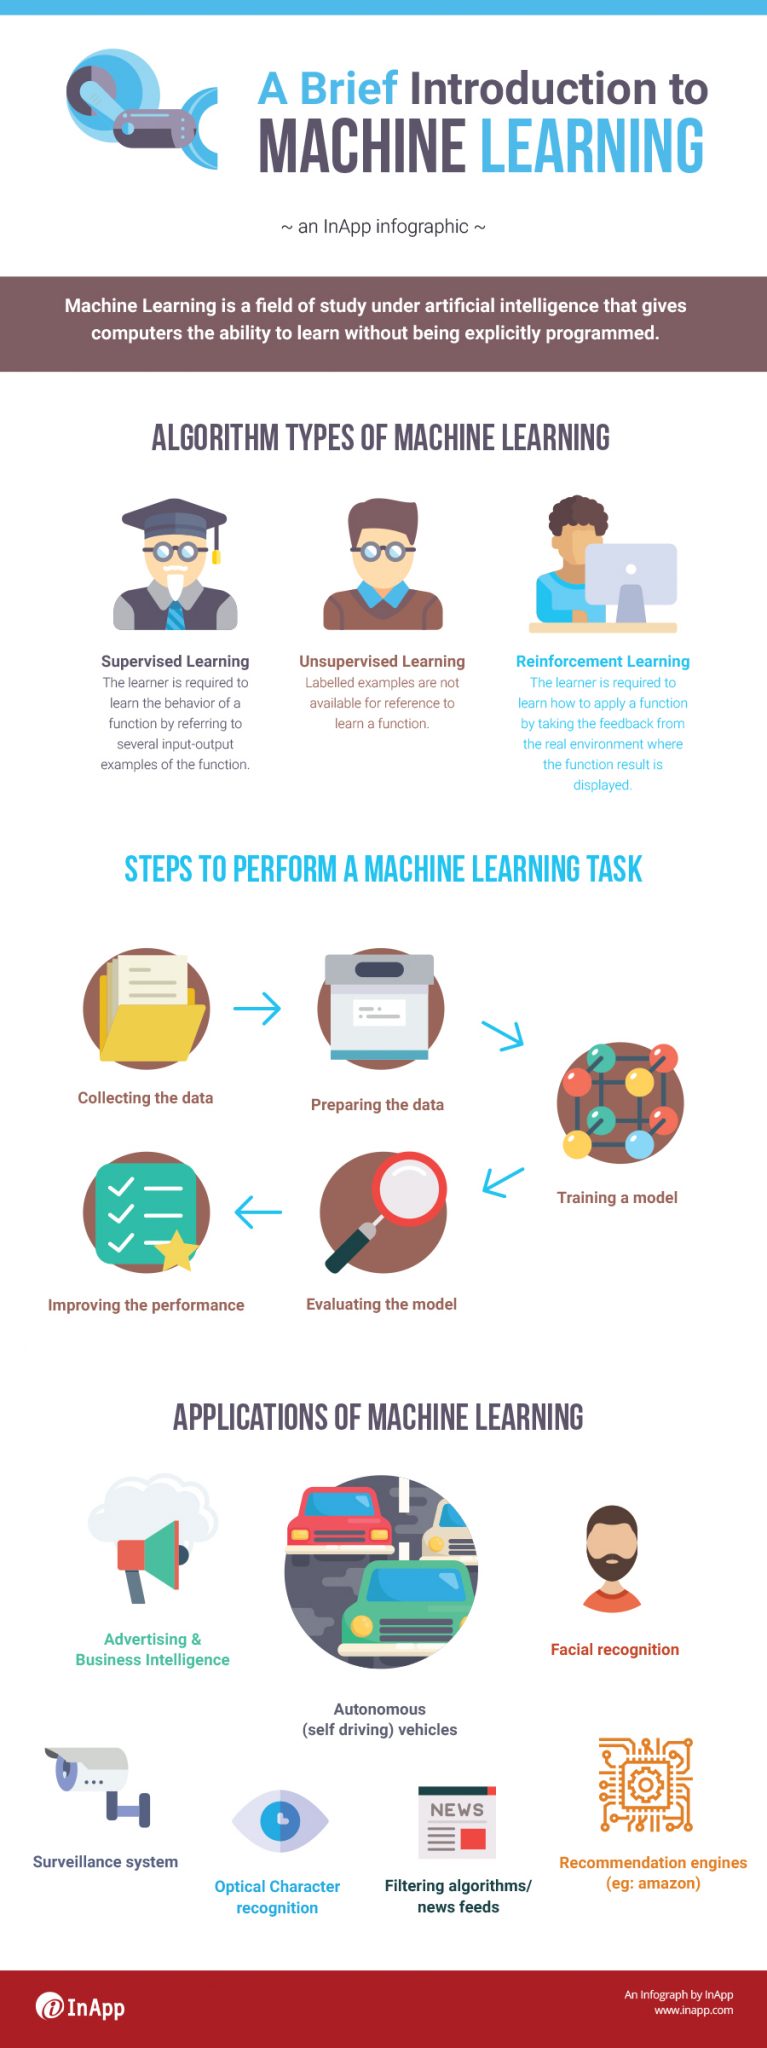 A Brief Introduction to
MACHINE LEARNING
~ an InApp infographic ~
Machine Learning is a field of study under artificial intelligence that gives
computers the ability to learn without being explicitly programmed.
ALGORITHM TYPES OF MACHINE LEARNING
Supervised Learning
The learner is required to
learn the behavior of a
function by referring to
several input-output
examples of the function.
Unsupervised Learning
Labelled examples are not
available for reference to
learn a function.
Reinforcement Learning
The learner is required to
learn how to apply a function
by taking the feedback from
the real environment where
the function result is
displayed.
STEPS TO PERFORM A MACHINE LEARNING TASK
Collecting the data
Preparing the data
Training a model
Evaluating the model
Improving the performance
APPLICATIONS OF MACHINE LEARNING
Advertising &
Business Intelligence
Autonomous
(self driving) vehicles
Facial recognition
Surveillance system
Optical Character
recognition
NEWS
Filtering algorithms/
news feeds
Recommendation engines
(eg: amazon)
InApp
An Infograph by InApp
www.inapp.com